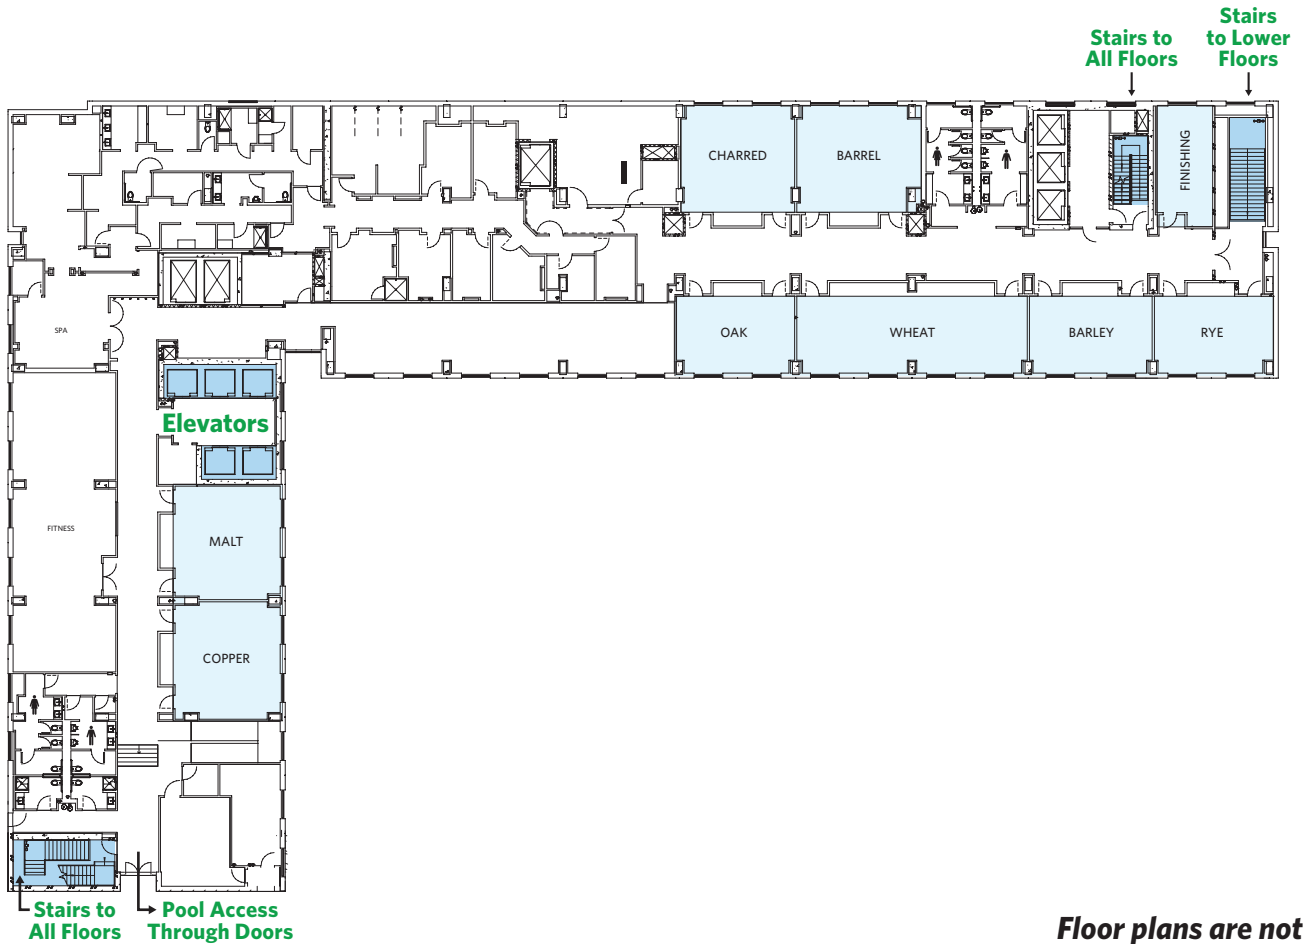 Stairs
to Lower
Floors
Stairs to
All Floors
CHARRED
BARREL
FINISHING
SPA
OAK
WHEAT
BARLEY
RYE
Elevators
FITNESS
MALT
COPPER
Stairs to
All Floors
Pool Access
Through Doors
Floor plans are not